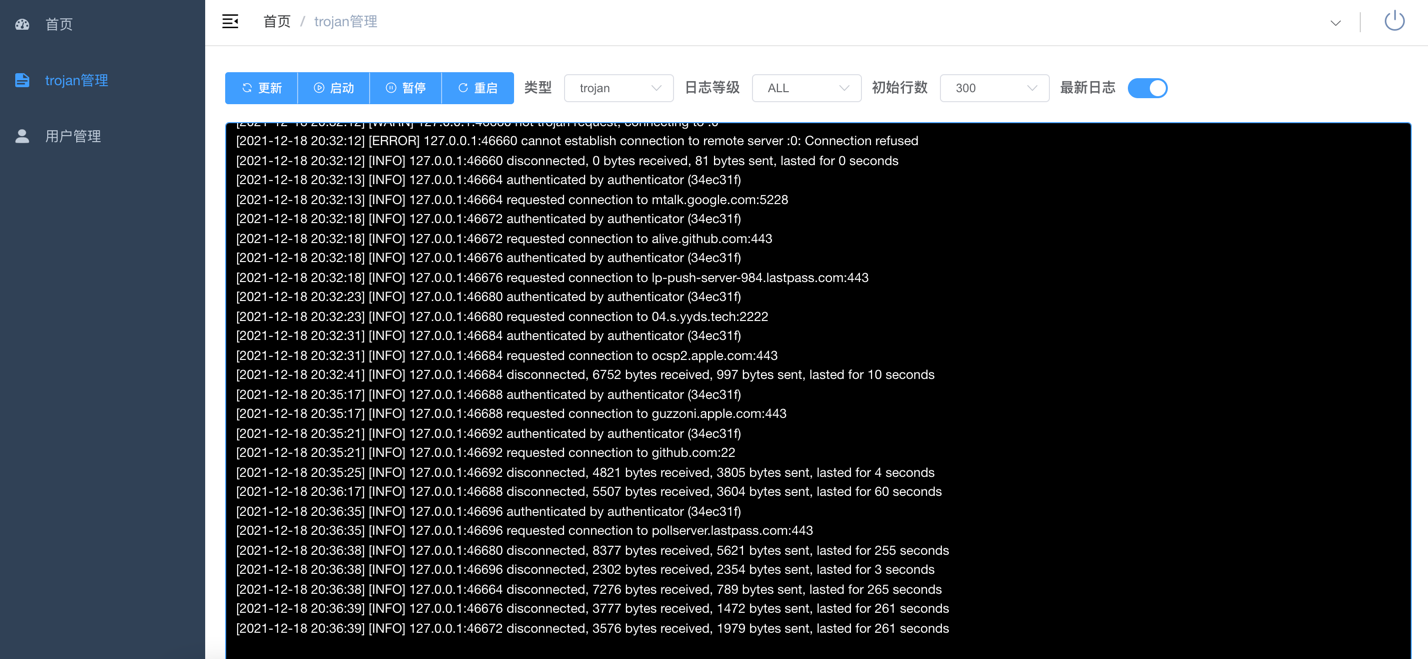 首页
trojan管理
用户管理
首页 / trojan管理
更新 启动 暂停 重启 类型 trojan 日志等级 ALL 初始行数 300 最新日志
[2021-12-18 20:32:12] [WARN] 127.0.0.1:46660 not trojan request, connecting to :0
[2021-12-18 20:32:12] [ERROR] 127.0.0.1:46660 cannot establish connection to remote server :0: Connection refused
[2021-12-18 20:32:12] [INFO] 127.0.0.1:46660 disconnected, 0 bytes received, 81 bytes sent, lasted for 0 seconds
[2021-12-18 20:32:13] [INFO] 127.0.0.1:46664 authenticated by authenticator (34ec31f)
[2021-12-18 20:32:13] [INFO] 127.0.0.1:46664 requested connection to mtalk.google.com:5228
[2021-12-18 20:32:18] [INFO] 127.0.0.1:46672 authenticated by authenticator (34ec31f)
[2021-12-18 20:32:18] [INFO] 127.0.0.1:46672 requested connection to alive.github.com:443
[2021-12-18 20:32:18] [INFO] 127.0.0.1:46676 authenticated by authenticator (34ec31f)
[2021-12-18 20:32:18] [INFO] 127.0.0.1:46676 requested connection to lp-push-server-984.lastpass.com:443
[2021-12-18 20:32:23] [INFO] 127.0.0.1:46680 authenticated by authenticator (34ec31f)
[2021-12-18 20:32:23] [INFO] 127.0.0.1:46680 requested connection to 04.s.yyds.tech:2222
[2021-12-18 20:32:31] [INFO] 127.0.0.1:46684 authenticated by authenticator (34ec31f)
[2021-12-18 20:32:31] [INFO] 127.0.0.1:46684 requested connection to ocsp2.apple.com:443
[2021-12-18 20:32:41] [INFO] 127.0.0.1:46684 disconnected, 6752 bytes received, 997 bytes sent, lasted for 10 seconds
[2021-12-18 20:35:17] [INFO] 127.0.0.1:46688 authenticated by authenticator (34ec31f)
[2021-12-18 20:35:17] [INFO] 127.0.0.1:46688 requested connection to guzzoni.apple.com:443
[2021-12-18 20:35:21] [INFO] 127.0.0.1:46692 authenticated by authenticator (34ec31f)
[2021-12-18 20:35:21] [INFO] 127.0.0.1:46692 requested connection to github.com:22
[2021-12-18 20:35:25] [INFO] 127.0.0.1:46692 disconnected, 4821 bytes received, 3805 bytes sent, lasted for 4 seconds
[2021-12-18 20:36:17] [INFO] 127.0.0.1:46688 disconnected, 5507 bytes received, 3604 bytes sent, lasted for 60 seconds
[2021-12-18 20:36:35] [INFO] 127.0.0.1:46696 authenticated by authenticator (34ec31f)
[2021-12-18 20:36:35] [INFO] 127.0.0.1:46696 requested connection to pollserver.lastpass.com:443
[2021-12-18 20:36:38] [INFO] 127.0.0.1:46680 disconnected, 8377 bytes received, 5621 bytes sent, lasted for 255 seconds
[2021-12-18 20:36:38] [INFO] 127.0.0.1:46696 disconnected, 2302 bytes received, 2354 bytes sent, lasted for 3 seconds
[2021-12-18 20:36:38] [INFO] 127.0.0.1:46664 disconnected, 7276 bytes received, 789 bytes sent, lasted for 265 seconds
[2021-12-18 20:36:39] [INFO] 127.0.0.1:46676 disconnected, 3777 bytes received, 1472 bytes sent, lasted for 261 seconds
[2021-12-18 20:36:39] [INFO] 127.0.0.1:46672 disconnected, 3576 bytes received, 1979 bytes sent, lasted for 261 seconds